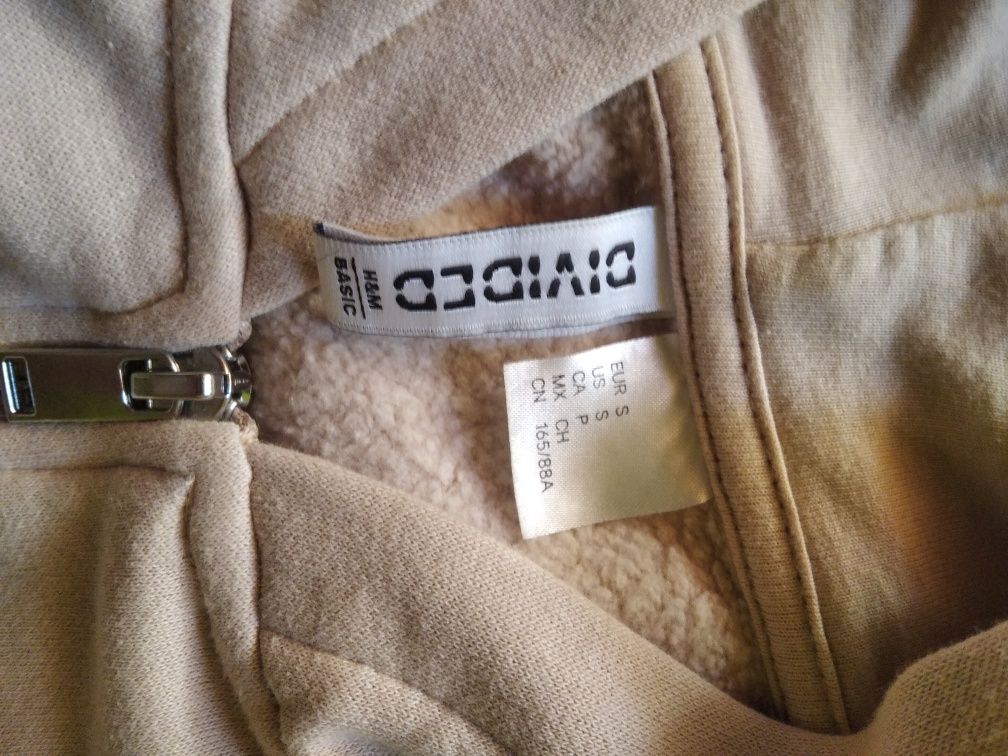 DIVIDED
H&M
BASIC
EUR S
US S
CA P
MX CH
CN 165/88A